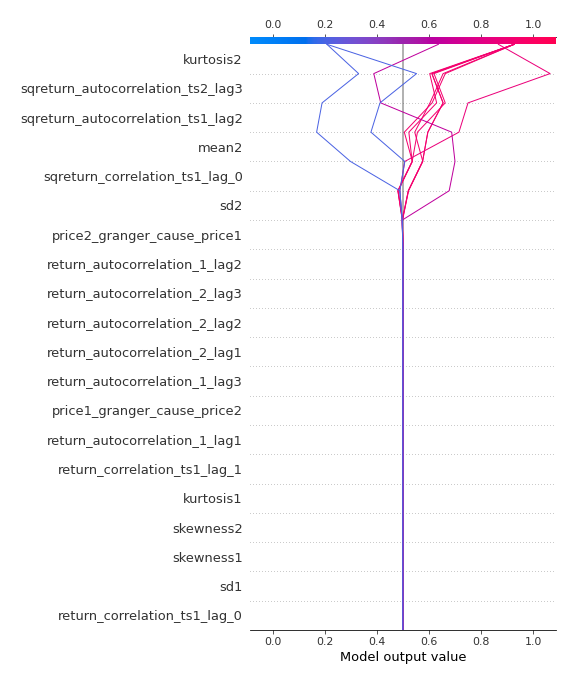 0.0 0.2 0.4 0.6 0.8 1.0
kurtosis2
sqreturn_autocorrelation_ts2_lag3
sqreturn_autocorrelation_ts1_lag2
mean2
sqreturn_correlation_ts1_lag_0
sd2
price2_granger_cause_price1
return_autocorrelation_1_lag2
return_autocorrelation_2_lag3
return_autocorrelation_2_lag2
return_autocorrelation_2_lag1
return_autocorrelation_1_lag3
price1_granger_cause_price2
return_autocorrelation_1_lag1
return_correlation_ts1_lag_1
kurtosis1
skewness2
skewness1
sd1
return_correlation_ts1_lag_0
0.0 0.2 0.4 0.6 0.8 1.0
Model output value